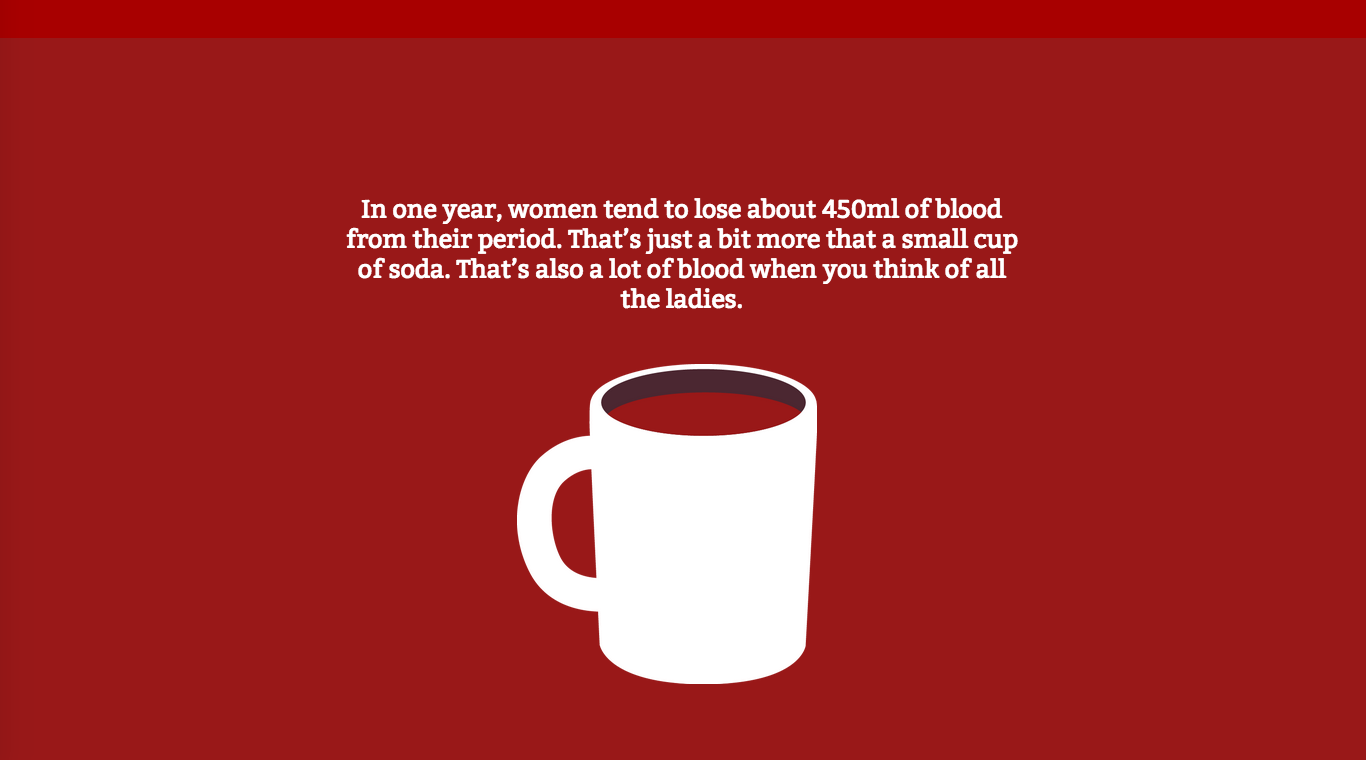 In one year, women tend to lose about 450ml of blood
from their period. That’s just a bit more that a small cup
of soda. That’s also a lot of blood when you think of all
the ladies.